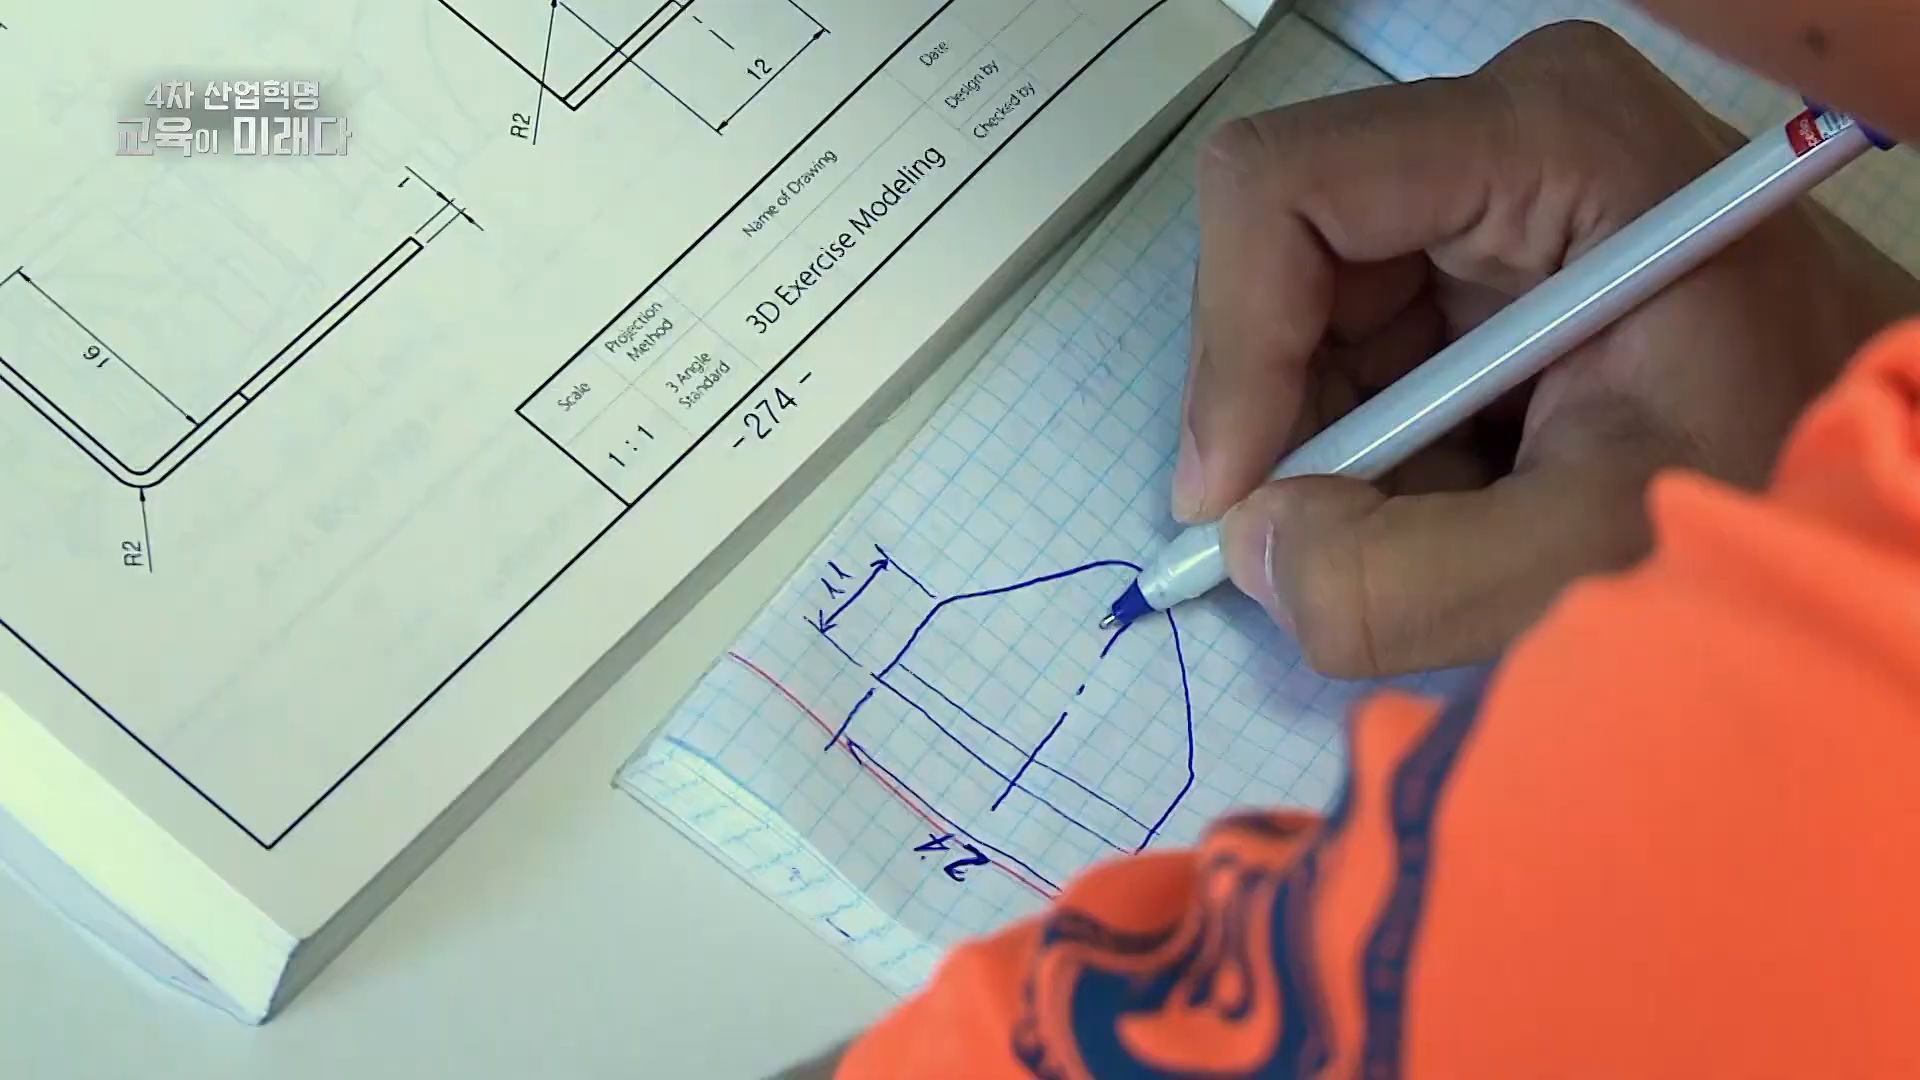 4차 산업혁명
교육이 미래다
R2
12
1
16
R2
Date
Design by
Checked by
Name of Drawing
3D Exercise Modeling
Projection
Method
3 Angle
Standard
Scale
1 : 1
- 274 -
11
24